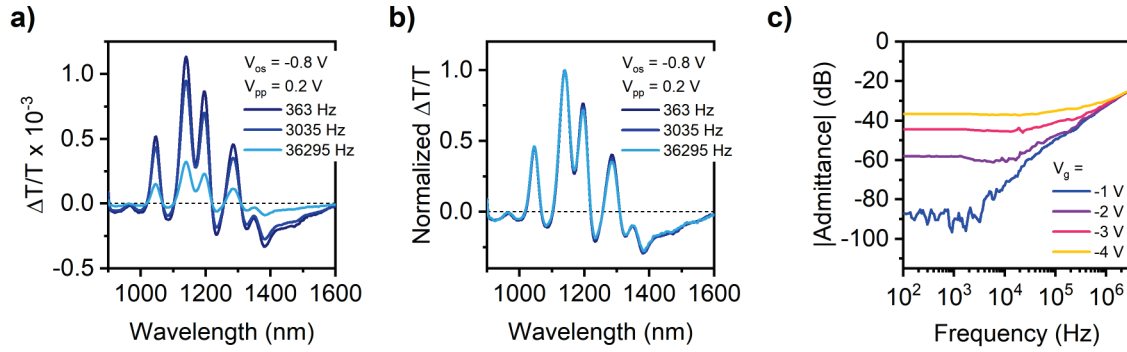 a)
ΔT/T x 10⁻³
1.0
0.5
0.0
-0.5
V_os = -0.8 V
V_pp = 0.2 V
363 Hz
3035 Hz
36295 Hz
1000 1200 1400 1600
Wavelength (nm)
b)
Normalized ΔT/T
1.0
0.5
0.0
V_os = -0.8 V
V_pp = 0.2 V
363 Hz
3035 Hz
36295 Hz
1000 1200 1400 1600
Wavelength (nm)
c)
|Admittance| (dB)
0
-20
-40
-60
-80
-100
V_g =
-1 V
-2 V
-3 V
-4 V
10² 10³ 10⁴ 10⁵ 10⁶
Frequency (Hz)